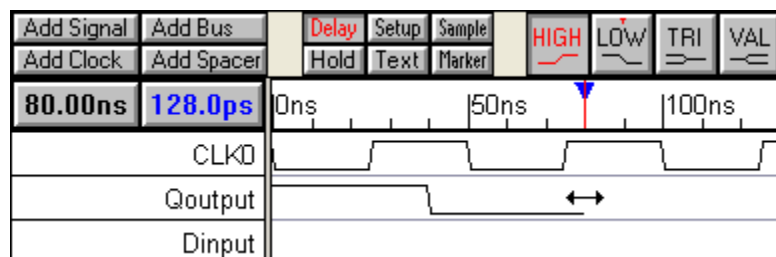 Add Signal Add Bus Delay Setup Sample HIGH LOW TRI VAL
Add Clock Add Spacer Hold Text Marker
80.00ns 128.0ps 0ns 50ns 100ns
CLK0
Qoutput
Dinput